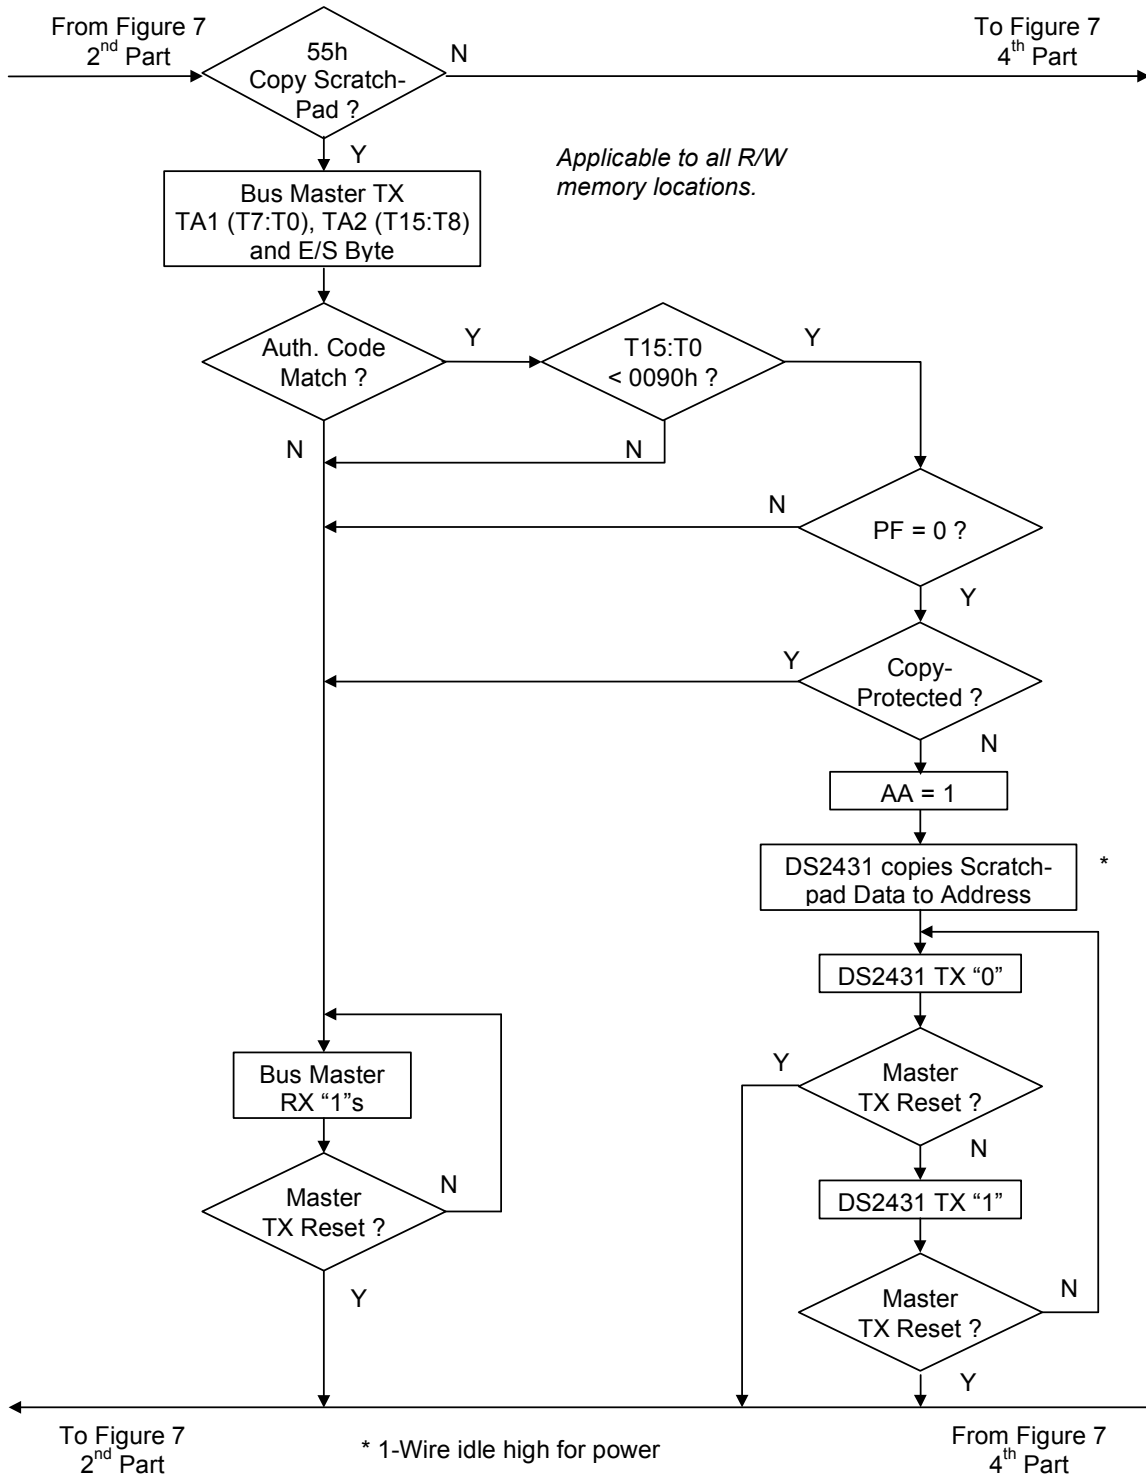 From Figure 7
2nd Part
To Figure 7
4th Part
55h
Copy Scratch-
Pad ?
N
Y
Applicable to all R/W
memory locations.
Bus Master TX
TA1 (T7:T0), TA2 (T15:T8)
and E/S Byte
Auth. Code
Match ?
Y
N
T15:T0
< 0090h ?
Y
N
PF = 0 ?
N
Y
Copy-
Protected ?
Y
N
AA = 1
DS2431 copies Scratch-
pad Data to Address
*
DS2431 TX “0”
Master
TX Reset ?
Y
N
DS2431 TX “1”
Master
TX Reset ?
N
Y
Bus Master
RX “1”s
Master
TX Reset ?
N
Y
To Figure 7
2nd Part
* 1-Wire idle high for power
From Figure 7
4th Part